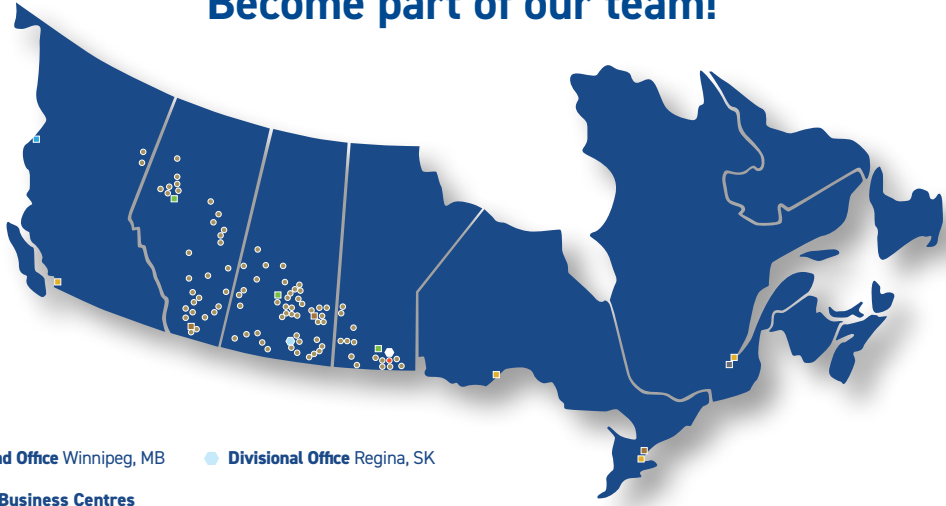 Become part of our team!
d Office Winnipeg, MB
Divisional Office Regina, SK
Business Centres